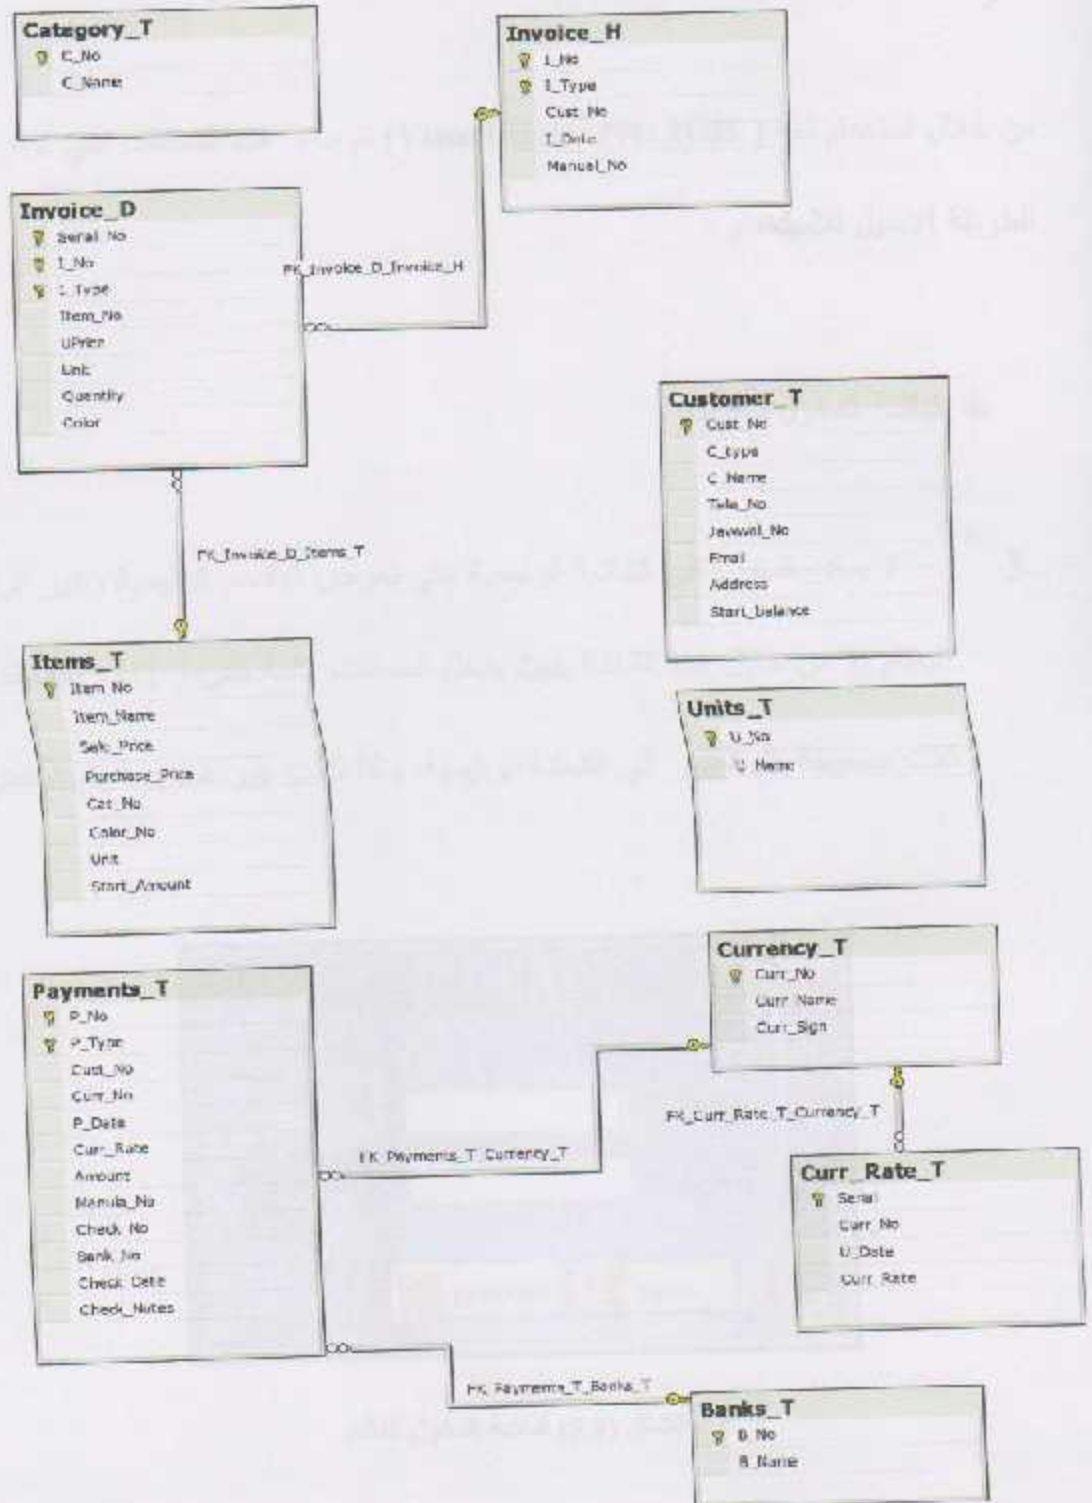 Category_T
C_No
C_Name
Invoice_H
I_No
I_Type
Cust_No
I_Date
Manual_No
Invoice_D
Serial_No
I_No
I_Type
Item_No
UPrice
Unit
Quantity
Color
FK_Invoice_D_Invoice_H
FK_Invoice_D_Items_T
Customer_T
Cust_No
C_type
C_Name
Tele_No
Email
Address
Start_balance
Items_T
Item_No
Item_Name
Sale_Price
Purchase_Price
Cat_No
Color_No
Unit
Start_Amount
Units_T
U_No
U_Name
Currency_T
Curr_No
Curr_Name
Curr_Sign
Payments_T
P_No
P_Type
Cust_No
Curr_No
P_Date
Curr_Rate
Amount
Manula_No
Check_No
Bank_No
Check_Date
Check_Notes
FK_Payments_T_Currency_T
FK_Curr_Rate_T_Currency_T
Curr_Rate_T
Serial
Curr_No
U_Date
Curr_Rate
FK_Payments_T_Banks_T
Banks_T
B_No
B_Name